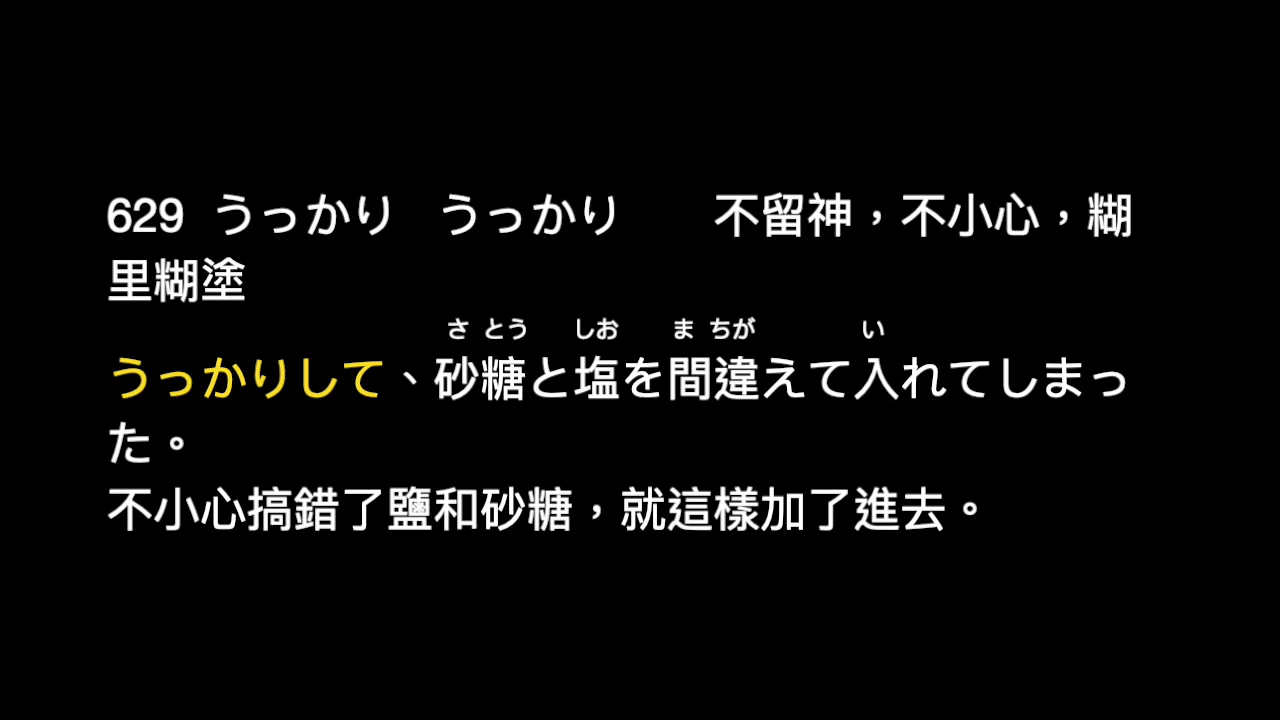 629 うっかり うっかり 不留神，不小心，糊
里糊塗
さ とう しお ま ちが い
うっかりして、砂糖と塩を間違えて入れてしまっ
た。
不小心搞錯了鹽和砂糖，就這樣加了進去。